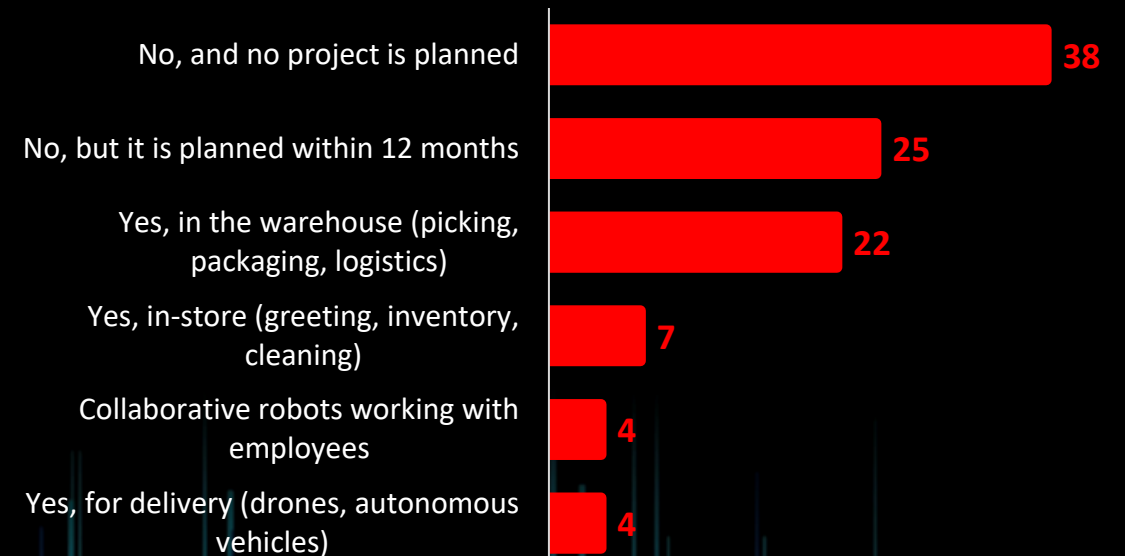 No, and no project is planned
38
No, but it is planned within 12 months
25
Yes, in the warehouse (picking,
packaging, logistics)
22
Yes, in-store (greeting, inventory,
cleaning)
7
Collaborative robots working with
employees
4
Yes, for delivery (drones, autonomous
vehicles)
4